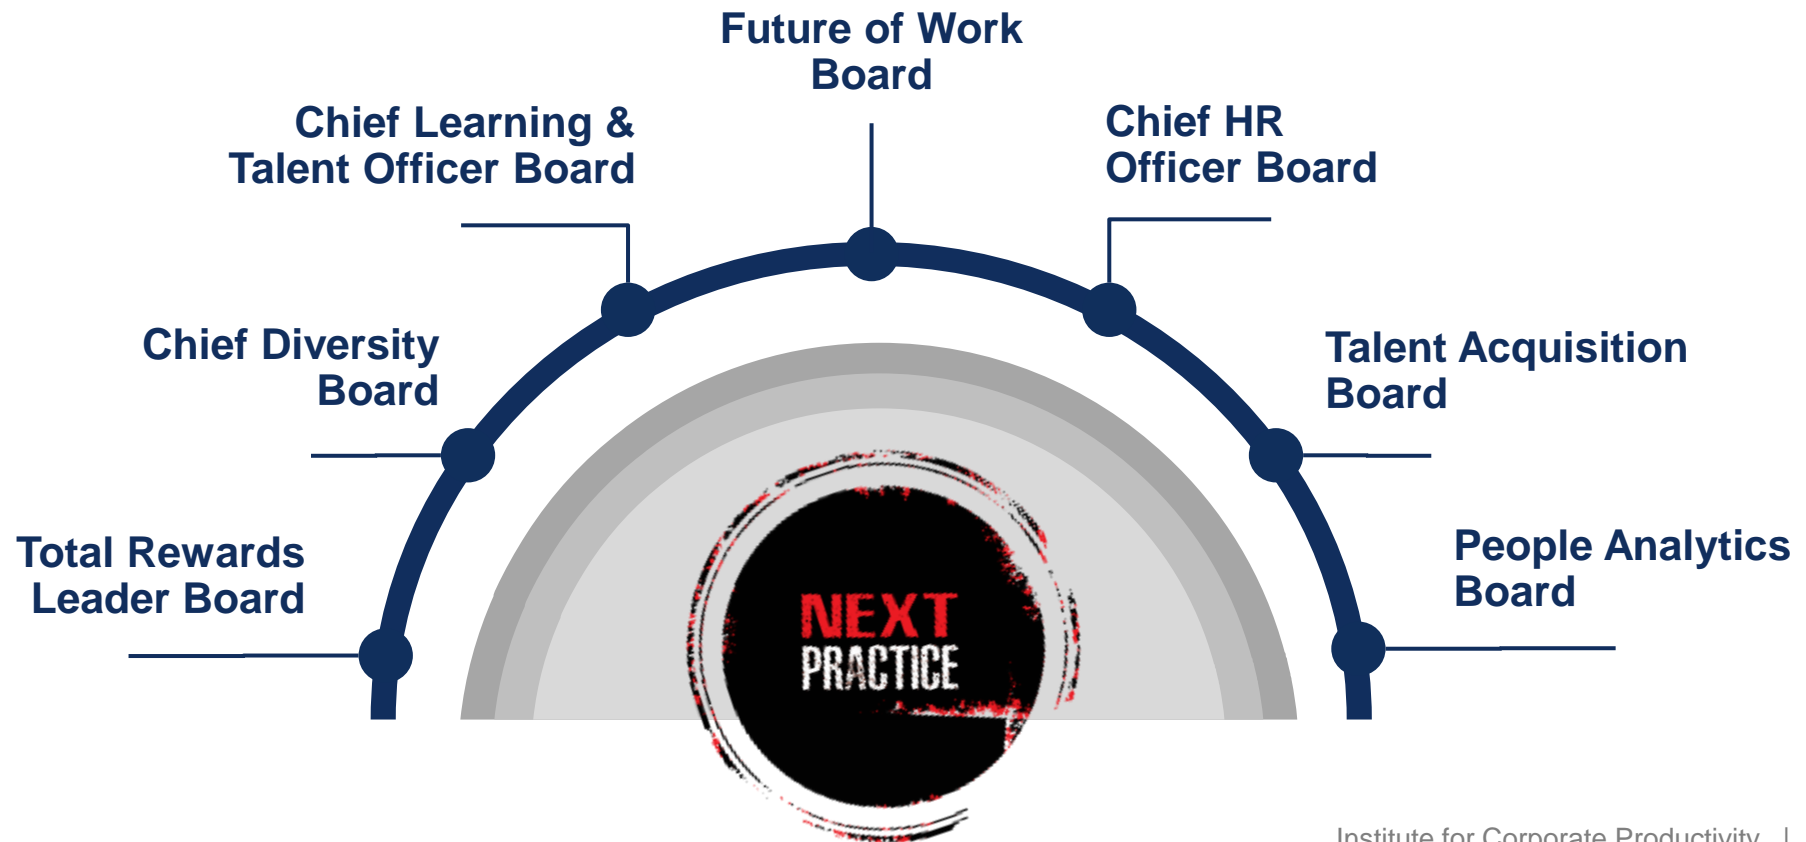 Future of Work
Board
Chief Learning &
Talent Officer Board
Chief HR
Officer Board
Chief Diversity
Board
Talent Acquisition
Board
Total Rewards
Leader Board
People Analytics
Board
NEXT
PRACTICE
Institute for Corporate Productivity |